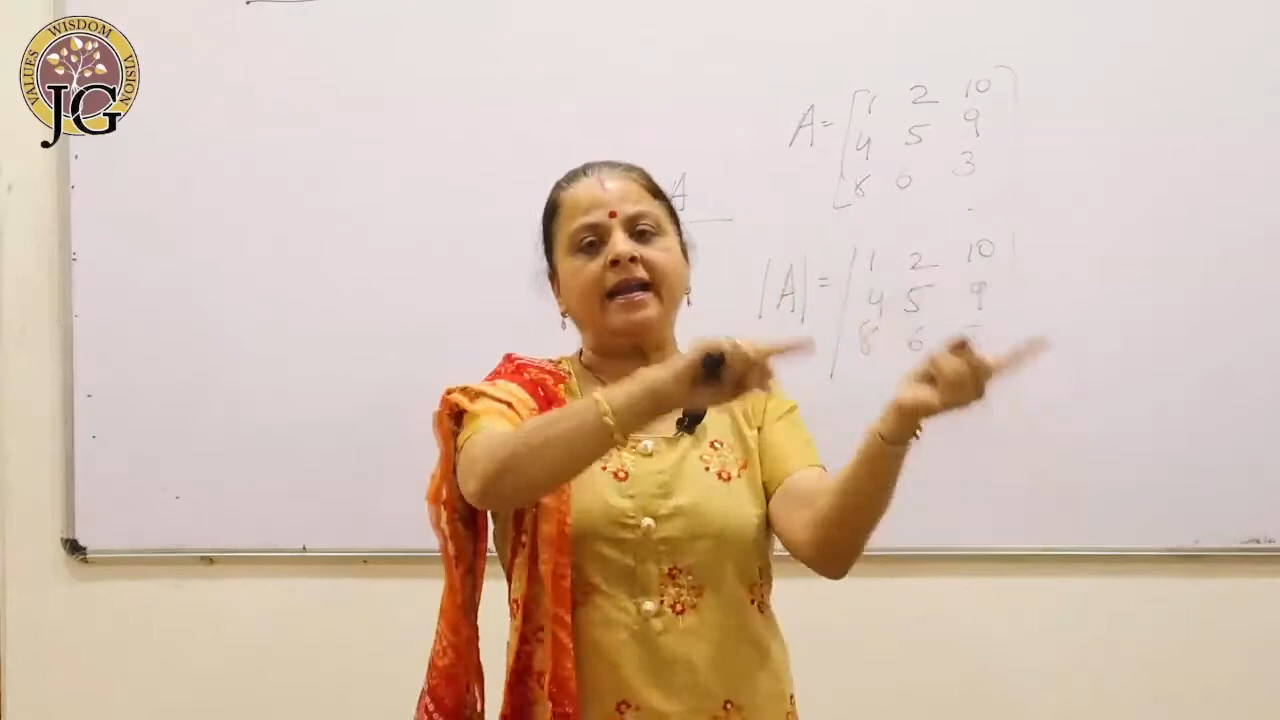 VALUES WISDOM VISION
JG
A
A = [ 1 2 10
4 5 9
8 6 3 ]
|A| = | 1 2 10 |
4 5 9
8 6